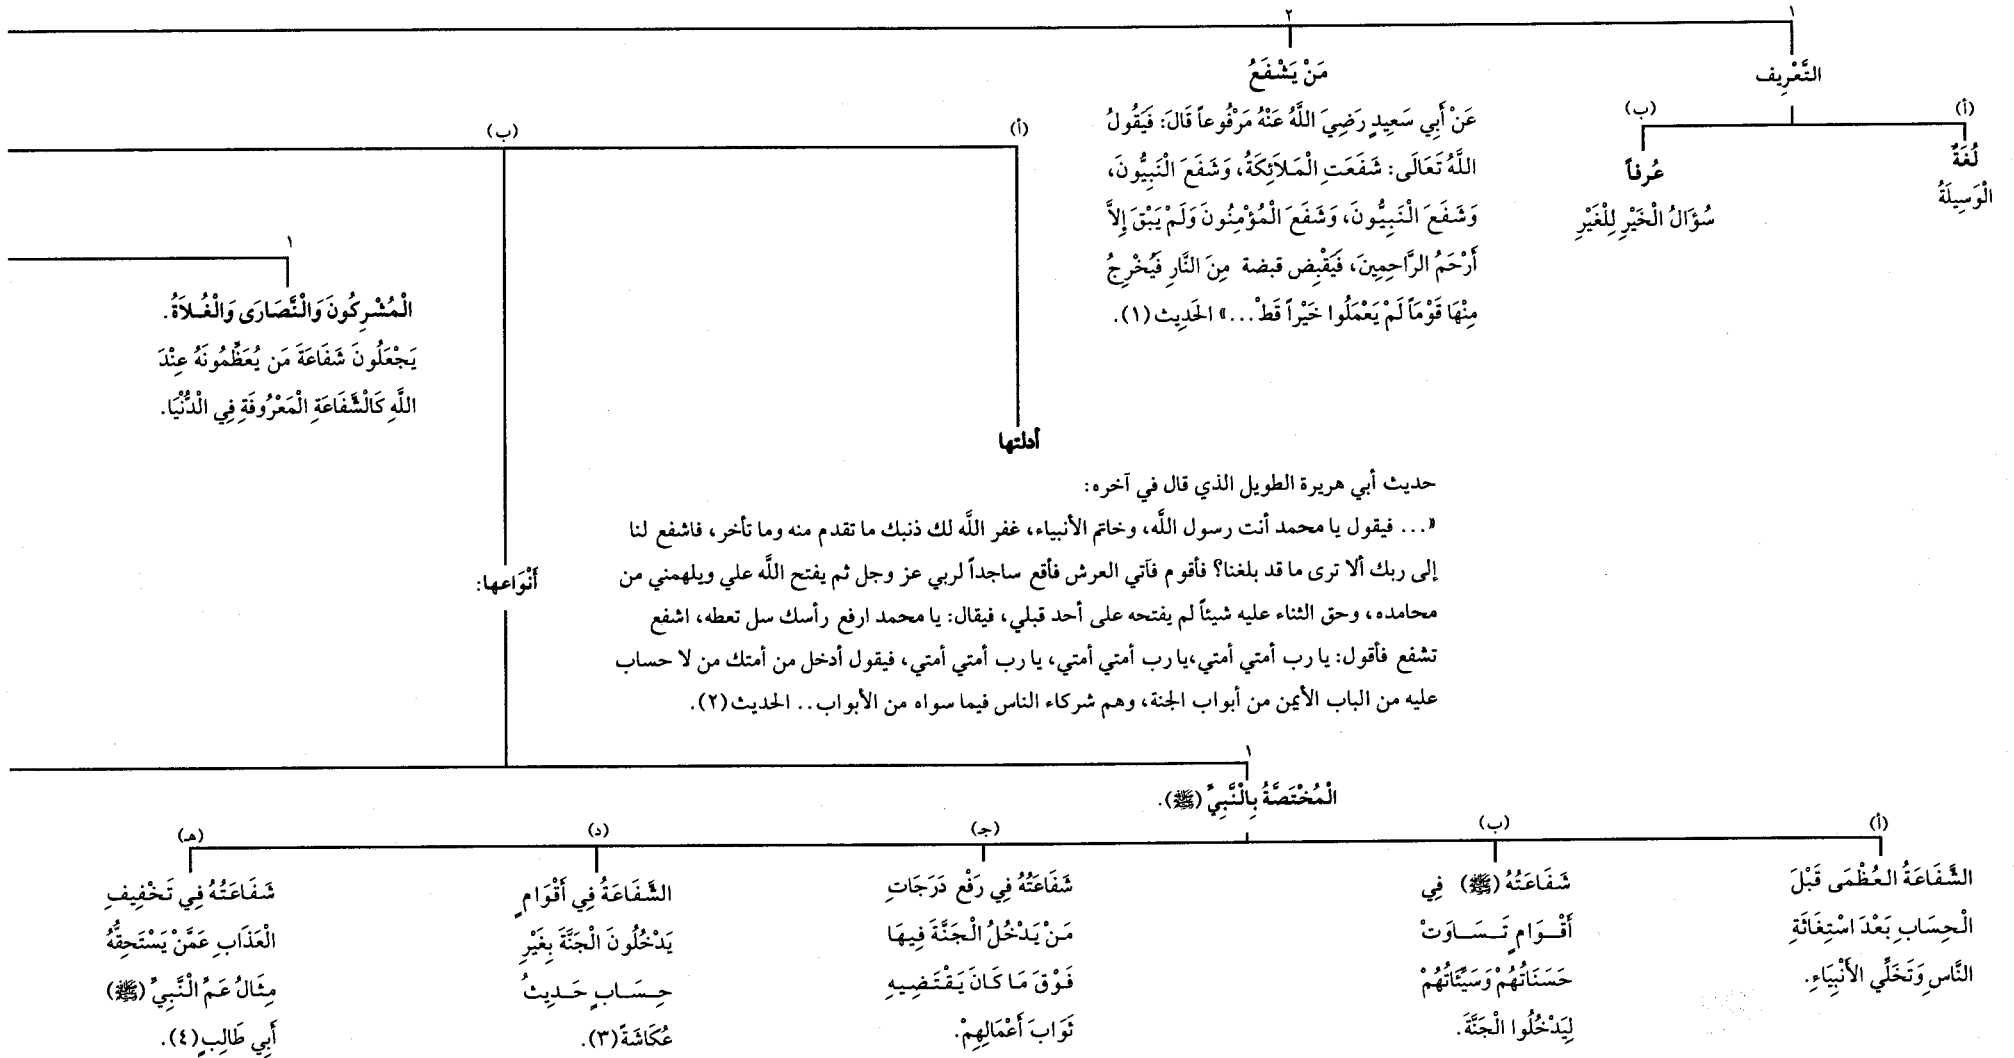 ١
التَّعْرِيف
(أ)
لُغَةً
الْوَسِيلَةُ
(ب)
عُرفاً
سُؤَالُ الْخَيْرِ لِلْغَيْرِ
٢
مَنْ يَشْفَعُ
عَنْ أَبِي سَعِيدٍ رَضِيَ اللَّهُ عَنْهُ مَرْفُوعاً قَالَ: فَيَقُولُ
اللَّهُ تَعَالَى: شَفَعَتِ الْمَلاَئِكَةُ، وَشَفَعَ النَّبِيُّونَ،
وَشَفَعَ النَّبِيُّونَ، وَشَفَعَ الْمُؤْمِنُونَ وَلَمْ يَبْقَ إِلاَّ
أَرْحَمُ الرَّاحِمِينَ، فَيَقْبِض قبضة مِنَ النَّارِ فَيُخْرِجُ
مِنْهَا قَوْمَاً لَمْ يَعْمَلُوا خَيْراً قَطْ...» الحَدِيث (١).
(أ)
أدلتها
حديث أبي هريرة الطويل الذي قال في آخره:
«... فيقول يا محمد أنت رسول اللَّه، وخاتم الأنبياء، غفر اللَّه لك ذنبك ما تقدم منه وما تأخر، فاشفع لنا
إلى ربك ألا ترى ما قد بلغنا؟ فأقوم فآتي العرش فأقع ساجداً لربي عز وجل ثم يفتح اللَّه علي ويلهمني من
محامده، وحق الثناء عليه شيئاً لم يفتحه على أحد قبلي، فيقال: يا محمد ارفع رأسك سل تعطه، اشفع
تشفع فأقول: يا رب أمتي أمتي،يا رب أمتي أمتي، يا رب أمتي أمتي، فيقول أدخل من أمتك من لا حساب
عليه من الباب الأيمن من أبواب الجنة، وهم شركاء الناس فيما سواه من الأبواب.. الحديث (٢).
(ب)
أَنْوَاعها:
١
الْمُشْرِكُونَ وَالنَّصَارَى وَالْغُلاَةُ.
يَجْعَلُونَ شَفَاعَةَ مَن يُعَظِّمُونَهُ عِنْدَ
اللَّهِ كَالْشَّفَاعَةِ الْمَعْرُوفَةِ فِي الْدُّنْيَا.
١
الْمُخْتَصَّةُ بِالْنَّبِيِّ (ﷺ).
(أ)
الشَّفَاعَةُ العُظْمَى قَبْلَ
الْحِسَابِ بَعْدَ اسْتِغَاثَةِ
النَّاسِ وَتَخَلِّي الأَنْبِيَاءِ.
(ب)
شَفَاعَتُهُ (ﷺ) فِي
أَقْوَامٍ تَسَاوَتْ
حَسَنَاتُهُمْ وَسَيِّئَاتُهُمْ
لِيَدْخُلُوا الْجَنَّةَ.
(جـ)
شَفَاعَتُهُ فِي رَفْعِ دَرَجَاتِ
مَنْ يَدْخُلُ الْجَنَّةَ فِيهَا
فَوْقَ مَا كَانَ يَقْتَضِيهِ
ثَوَابَ أَعْمَالِهِمْ.
(د)
الشَّفَاعَةُ فِي أَقْوَامٍ
يَدْخُلُونَ الْجَنَّةَ بِغَيْرِ
حِسَابٍ حَدِيثُ
عُكَاشَةً (٣).
(هـ)
شَفَاعَتُهُ فِي تَخْفِيفِ
الْعَذَابِ عَمَّنْ يَسْتَحِقُّهُ
مِثَالُ عَمِّ الْنَّبِيِّ (ﷺ)
أَبِي طَالِبٍ (٤).